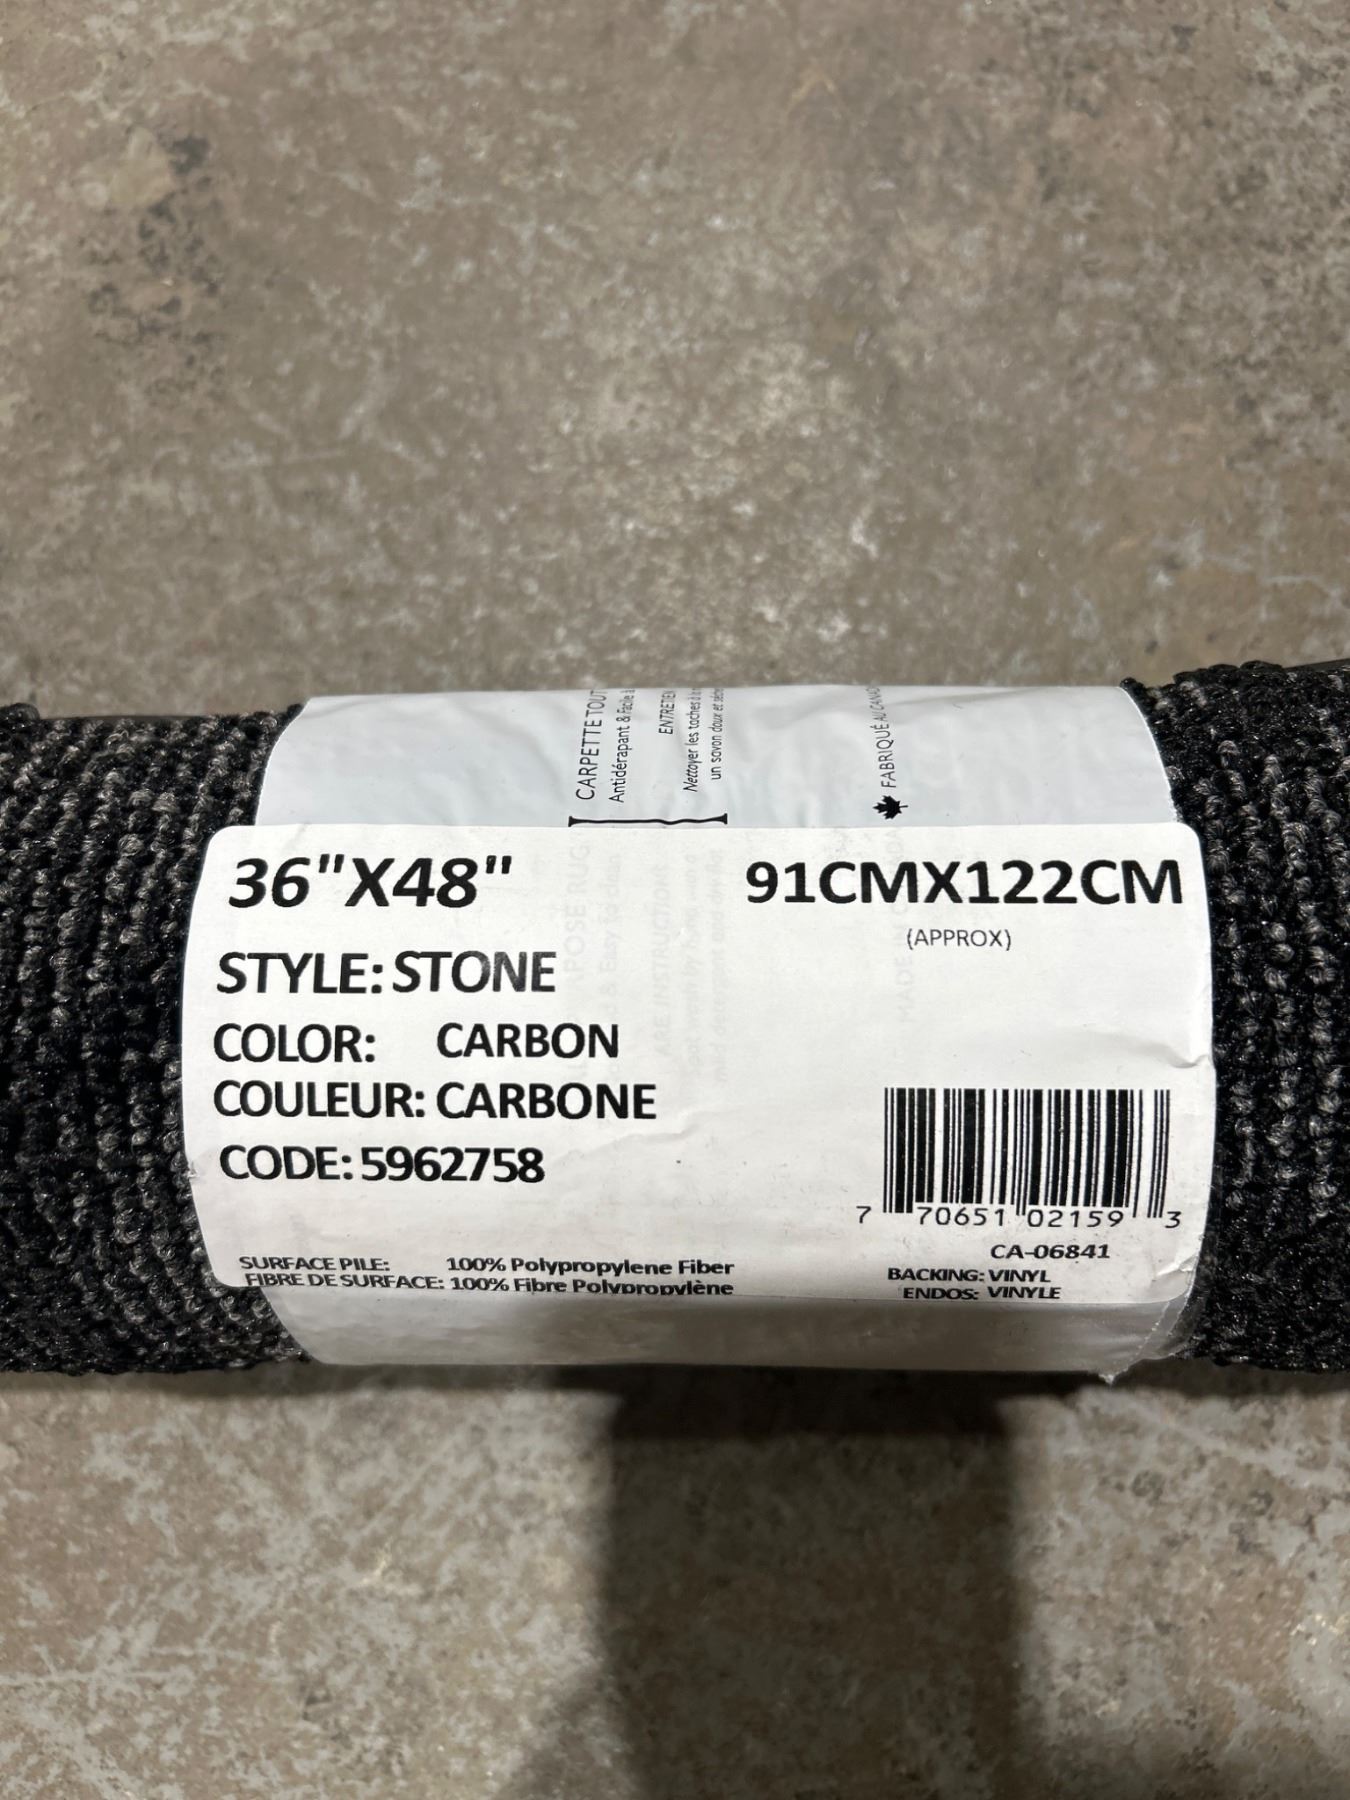 CARPETTE TOUT
Antidérapant & Facile à
ENTRETIEN
Nettoyer les taches à
un savon doux et
FABRIQUÉ AU CANADA
36"X48"
91CMX122CM
(APPROX)
STYLE: STONE
COLOR: CARBON
COULEUR: CARBONE
CODE: 5962758
7 70651 02159 3
CA-06841
SURFACE PILE: 100% Polypropylene Fiber
FIBRE DE SURFACE: 100% Fibre Polypropylène
BACKING: VINYL
ENDOS: VINYLE